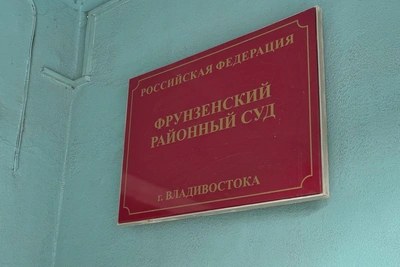 РОССИЙСКАЯ ФЕДЕРАЦИЯ
ФРУНЗЕНСКИЙ
РАЙОННЫЙ СУД
г. ВЛАДИВОСТОКА